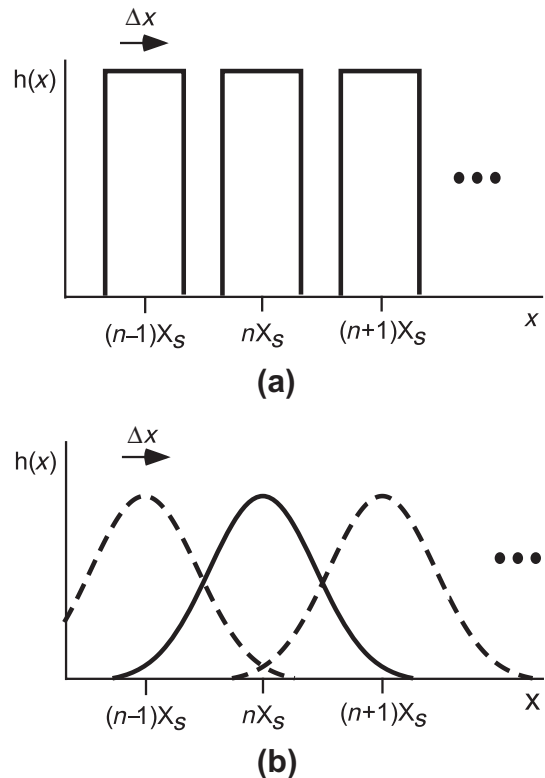 Δx
h(x)
(n–1)Xs nXs (n+1)Xs x
(a)
Δx
h(x)
(n–1)Xs nXs (n+1)Xs x
(b)